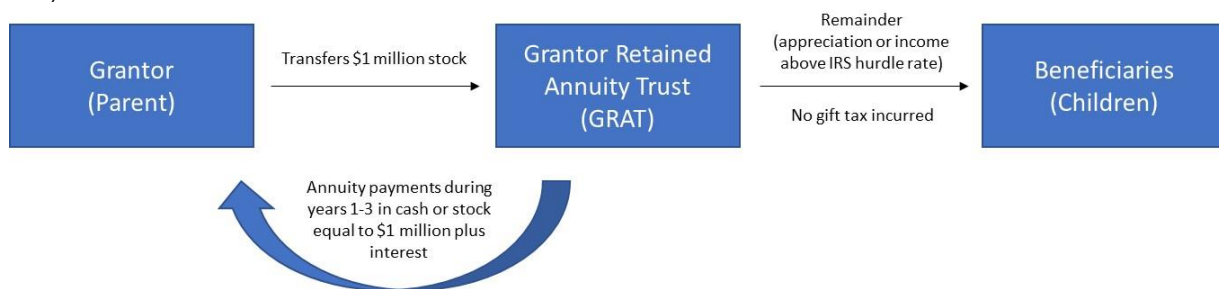 Grantor
(Parent)
Transfers $1 million stock
Grantor Retained
Annuity Trust
(GRAT)
Remainder
(appreciation or income
above IRS hurdle rate)
No gift tax incurred
Beneficiaries
(Children)
Annuity payments during
years 1-3 in cash or stock
equal to $1 million plus
interest